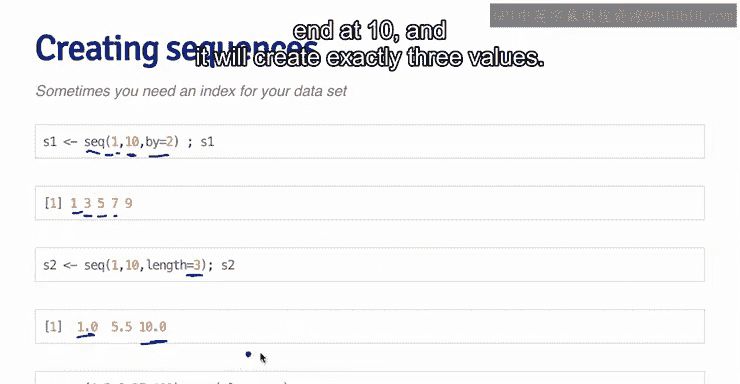 end at 10, and
it will create exactly three values.
Creating sequences
Sometimes you need an index for your data set
s1 <- seq(1,10,by=2) ; s1
[1] 1 3 5 7 9
s2 <- seq(1,10,length=3); s2
[1]  1.0  5.5 10.0